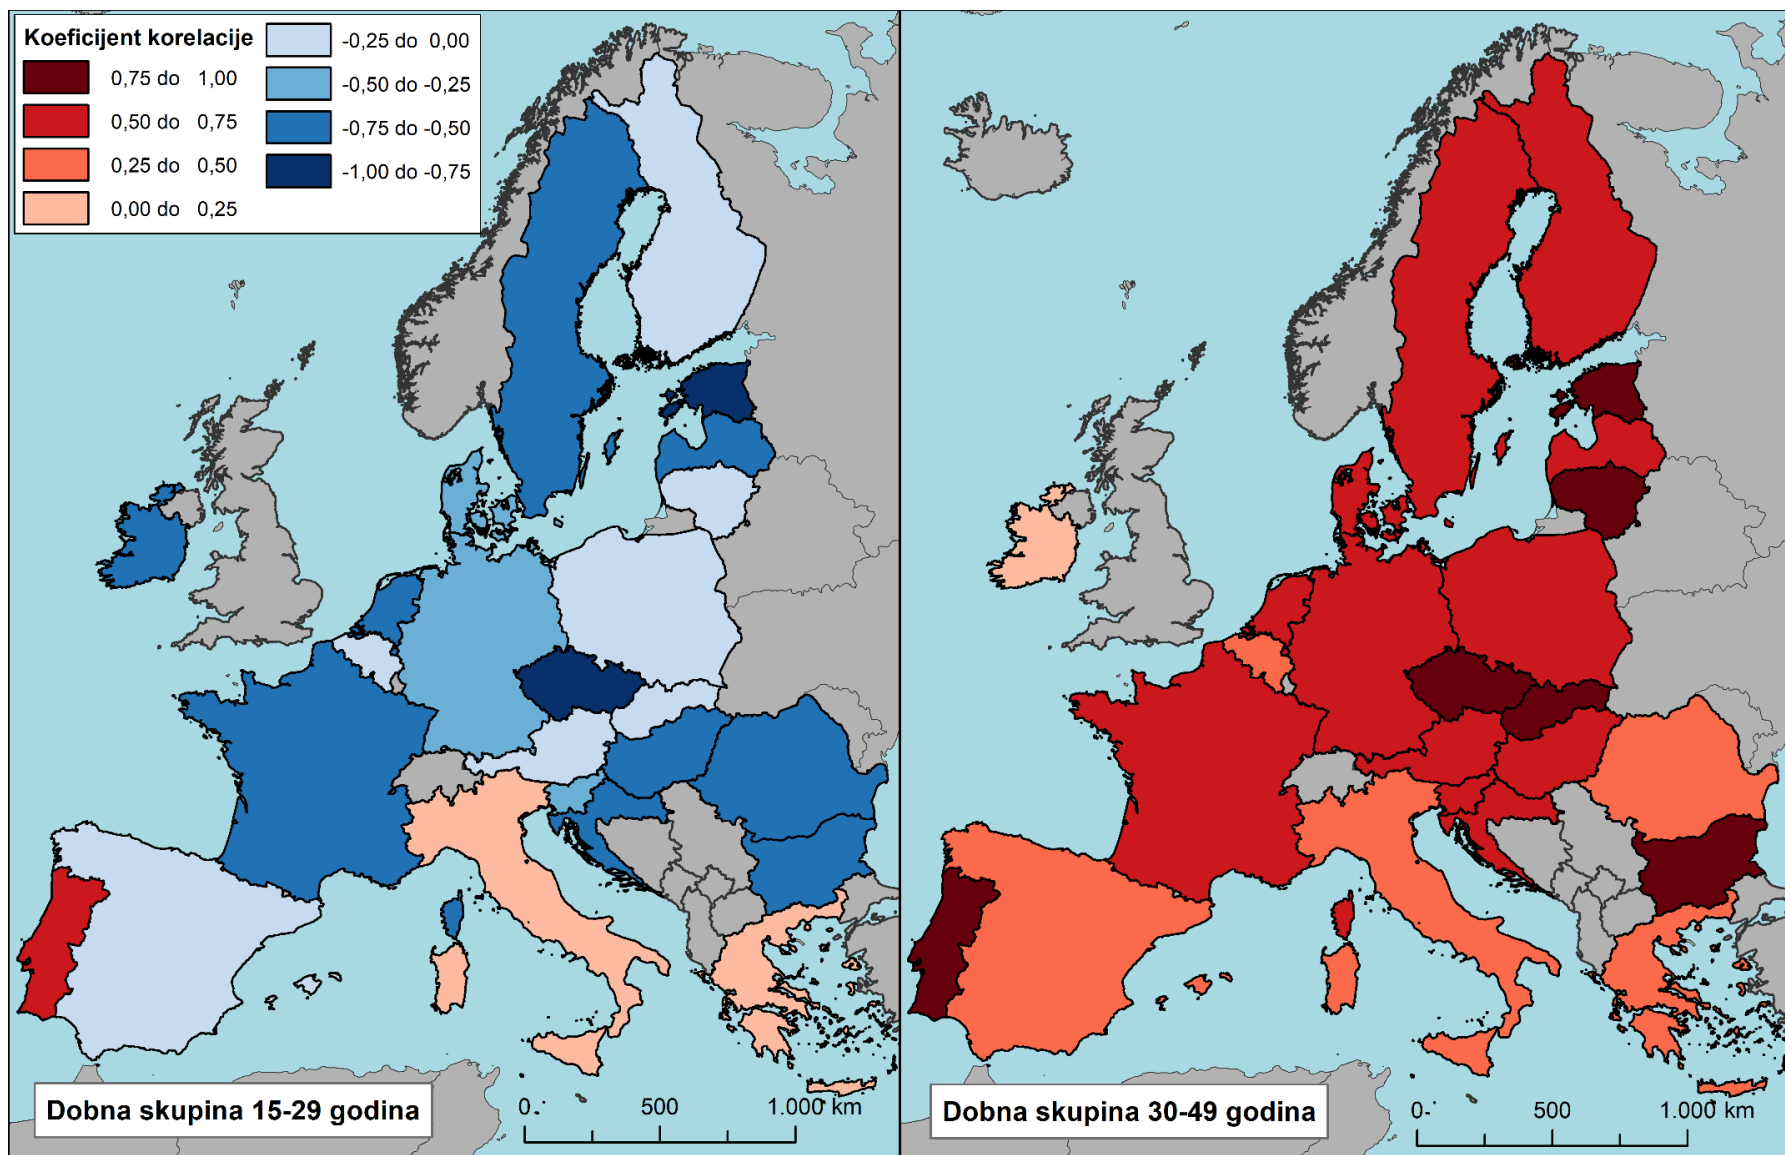 Koeficijent korelacije
0,75 do 1,00
0,50 do 0,75
0,25 do 0,50
0,00 do 0,25
-0,25 do 0,00
-0,50 do -0,25
-0,75 do -0,50
-1,00 do -0,75
Dobna skupina 15-29 godina
0 500 1.000 km
Dobna skupina 30-49 godina
0 500 1.000 km